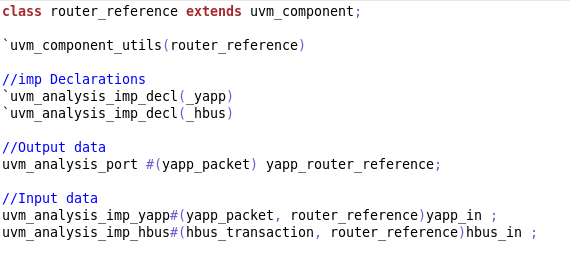 class router_reference extends uvm_component;
`uvm_component_utils(router_reference)
//imp Declarations
`uvm_analysis_imp_decl(_yapp)
`uvm_analysis_imp_decl(_hbus)
//Output data
uvm_analysis_port #(yapp_packet) yapp_router_reference;
//Input data
uvm_analysis_imp_yapp#(yapp_packet, router_reference)yapp_in ;
uvm_analysis_imp_hbus#(hbus_transaction, router_reference)hbus_in ;